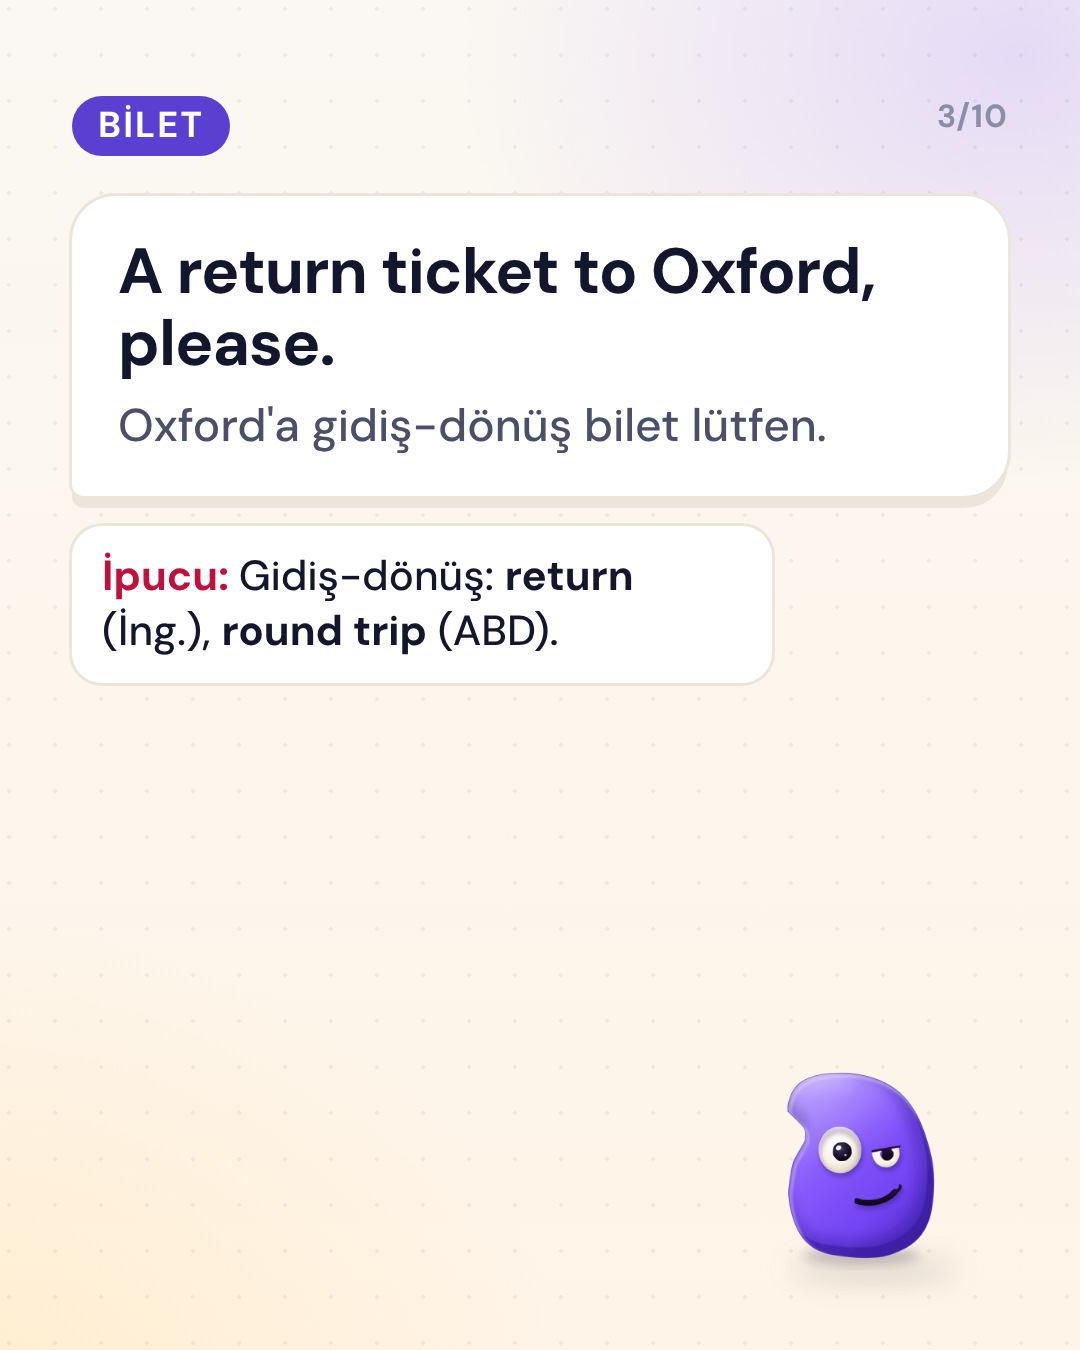 BİLET
3/10
A return ticket to Oxford,
please.
Oxford'a gidiş-dönüş bilet lütfen.
İpucu: Gidiş-dönüş: return
(İng.), round trip (ABD).